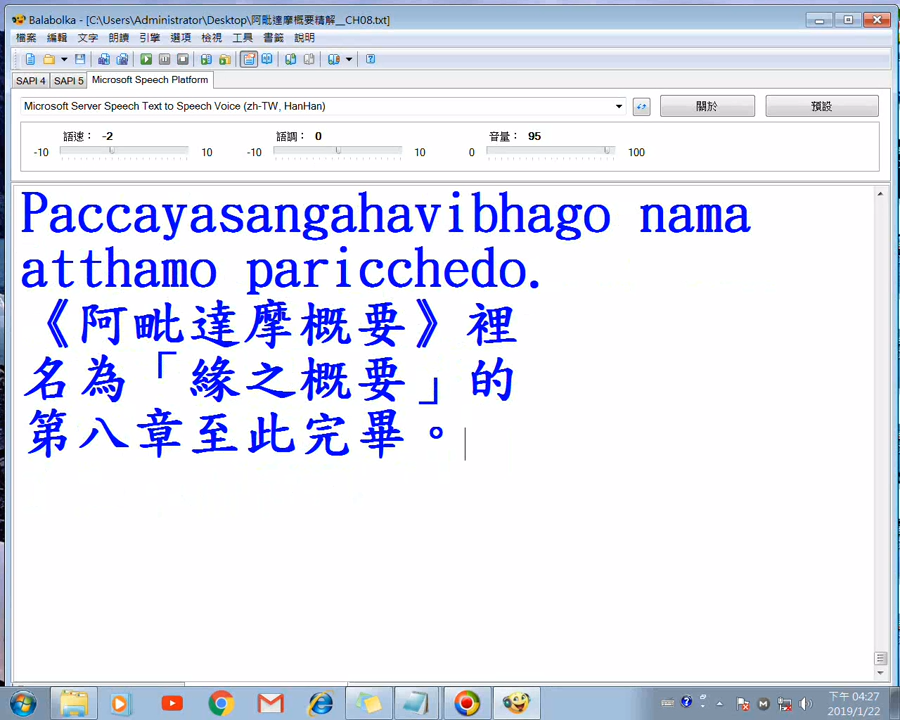 Balabolka - [C:\Users\Administrator\Desktop\阿毗達摩概要精解__CH08.txt]
檔案 編輯 文字 朗讀 引擎 選項 檢視 工具 書籤 說明
SAPI 4 SAPI 5 Microsoft Speech Platform
Microsoft Server Speech Text to Speech Voice (zh-TW, HanHan) 關於 預設
語速： -2 語調： 0 音量： 95
-10 10 -10 10 0 100
Paccayasangahavibhago nama
atthamo paricchedo.
《阿毗達摩概要》裡
名為「緣之概要」的
第八章至此完畢。
下午 04:27
2019/1/22